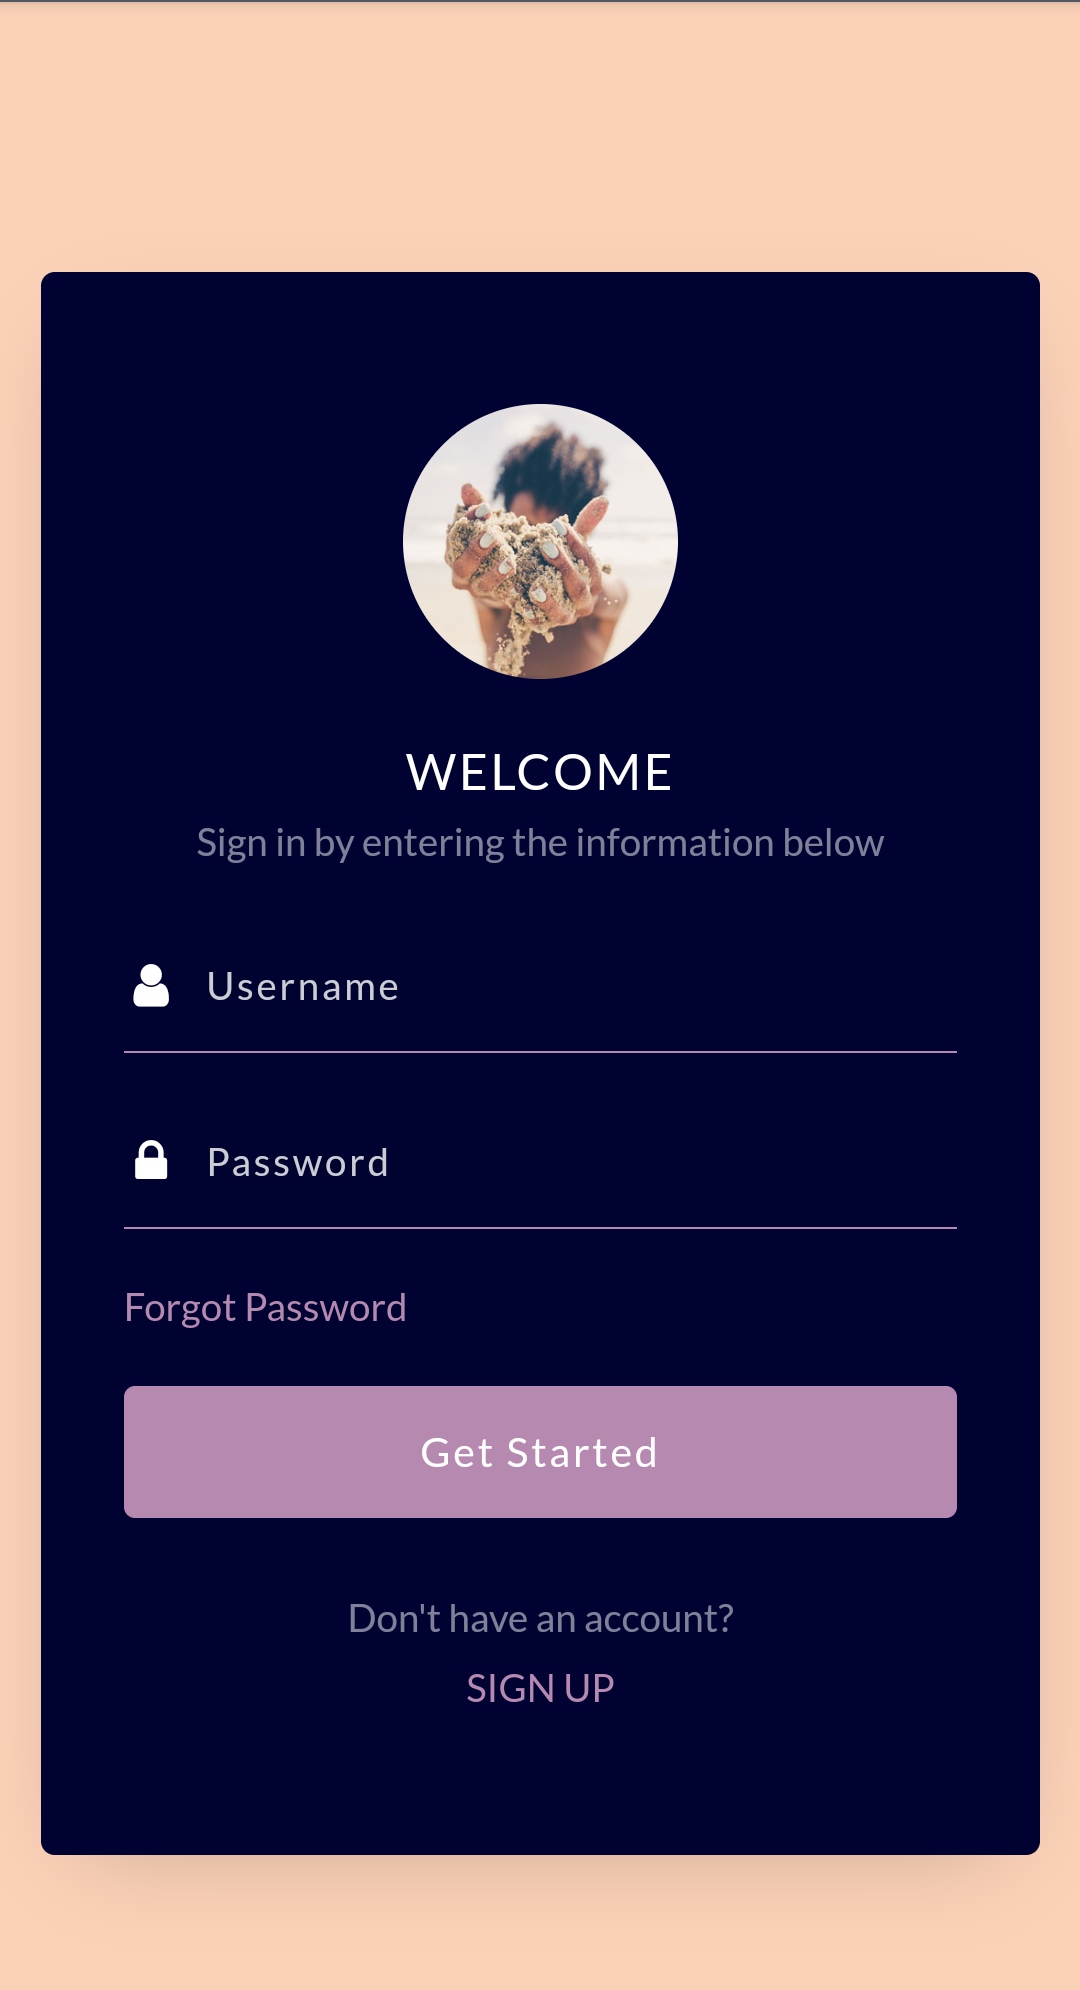 WELCOME
Sign in by entering the information below
Username
Password
Forgot Password
Get Started
Don't have an account?
SIGN UP